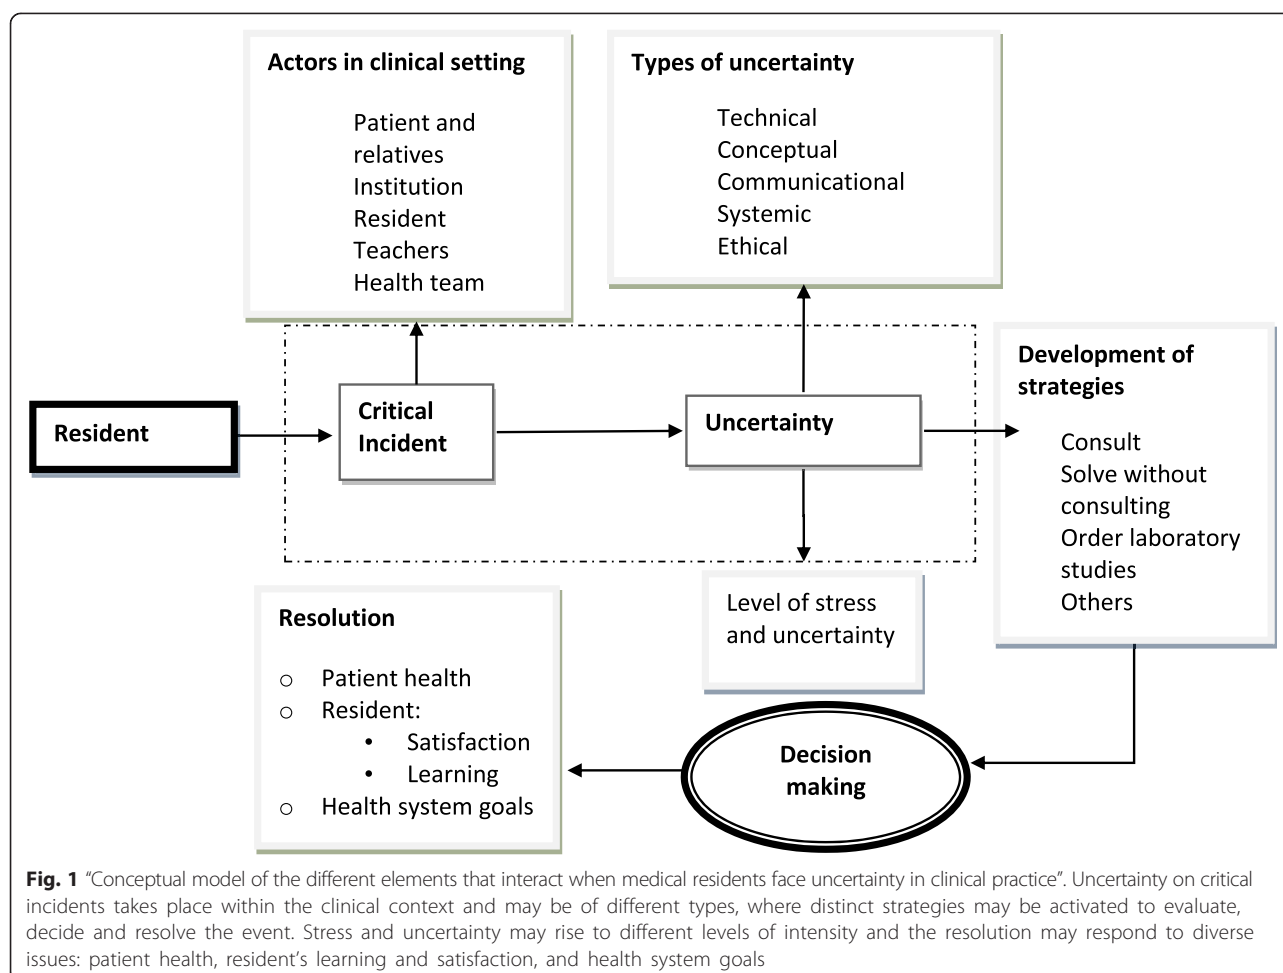 Actors in clinical setting
Patient and
relatives
Institution
Resident
Teachers
Health team
Types of uncertainty
Technical
Conceptual
Communicational
Systemic
Ethical
Resident
Critical
Incident
Uncertainty
Development of
strategies
Consult
Solve without
consulting
Order laboratory
studies
Others
Level of stress
and uncertainty
Decision
making
Resolution
o Patient health
o Resident:
• Satisfaction
• Learning
o Health system goals
Fig. 1 “Conceptual model of the different elements that interact when medical residents face uncertainty in clinical practice”. Uncertainty on critical
incidents takes place within the clinical context and may be of different types, where distinct strategies may be activated to evaluate,
decide and resolve the event. Stress and uncertainty may rise to different levels of intensity and the resolution may respond to diverse
issues: patient health, resident’s learning and satisfaction, and health system goals